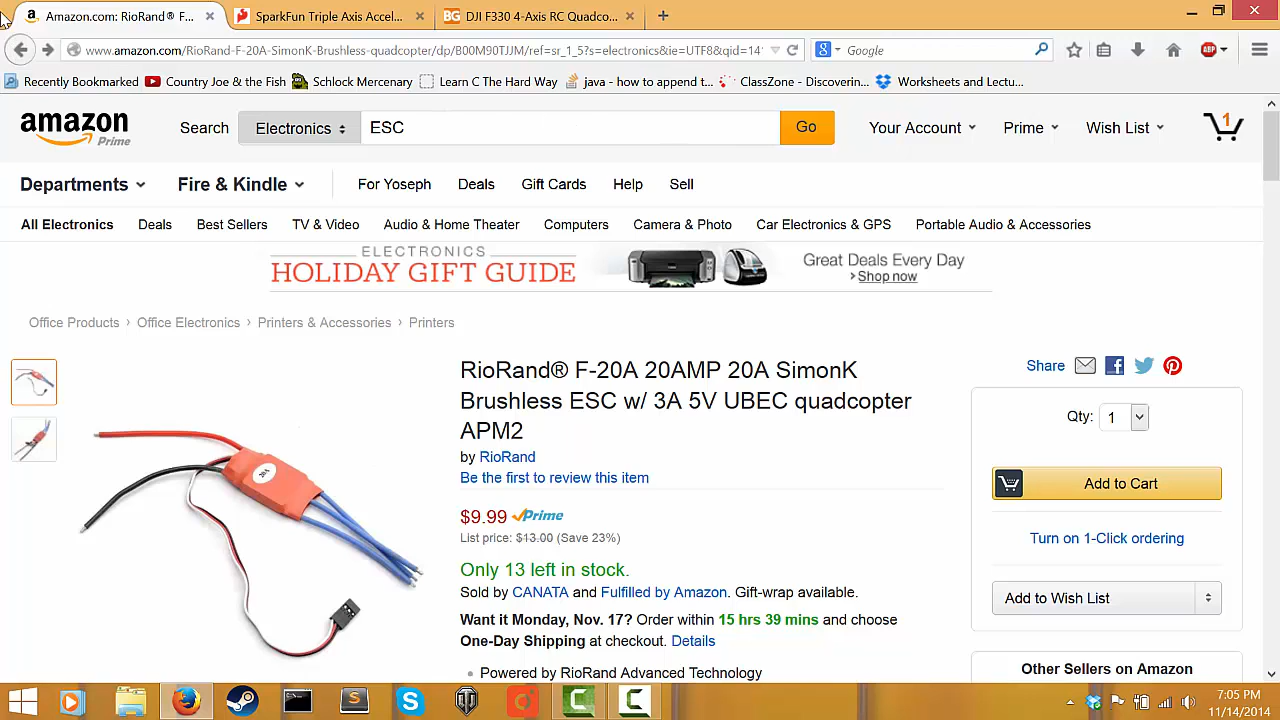 Amazon.com: RioRand® F...
SparkFun Triple Axis Accel...
BG DJI F330 4-Axis RC Quadco...
www.amazon.com/RioRand-F-20A-SimonK-Brushless-quadcopter/dp/B00M90TJJM/ref=sr_1_5?s=electronics&ie=UTF8&qid=14
Google
ABP
Recently Bookmarked
Country Joe & the Fish
Schlock Mercenary
Learn C The Hard Way
java - how to append t...
ClassZone - Discoverin...
Worksheets and Lectu...
amazon
Prime
Search
Electronics
ESC
Go
Your Account
Prime
Wish List
1
Departments
Fire & Kindle
For Yoseph
Deals
Gift Cards
Help
Sell
All Electronics
Deals
Best Sellers
TV & Video
Audio & Home Theater
Computers
Camera & Photo
Car Electronics & GPS
Portable Audio & Accessories
ELECTRONICS
HOLIDAY GIFT GUIDE
Great Deals Every Day
Shop now
Office Products › Office Electronics › Printers & Accessories › Printers
RioRand® F-20A 20AMP 20A SimonK
Brushless ESC w/ 3A 5V UBEC quadcopter
APM2
by RioRand
Be the first to review this item
$9.99 Prime
List price: $13.00 (Save 23%)
Only 13 left in stock.
Sold by CANATA and Fulfilled by Amazon. Gift-wrap available.
Want it Monday, Nov. 17? Order within 15 hrs 39 mins and choose
One-Day Shipping at checkout. Details
Powered by RioRand Advanced Technology
20A
Share
Qty: 1
Add to Cart
Turn on 1-Click ordering
Add to Wish List
Other Sellers on Amazon
7:05 PM
11/14/2014